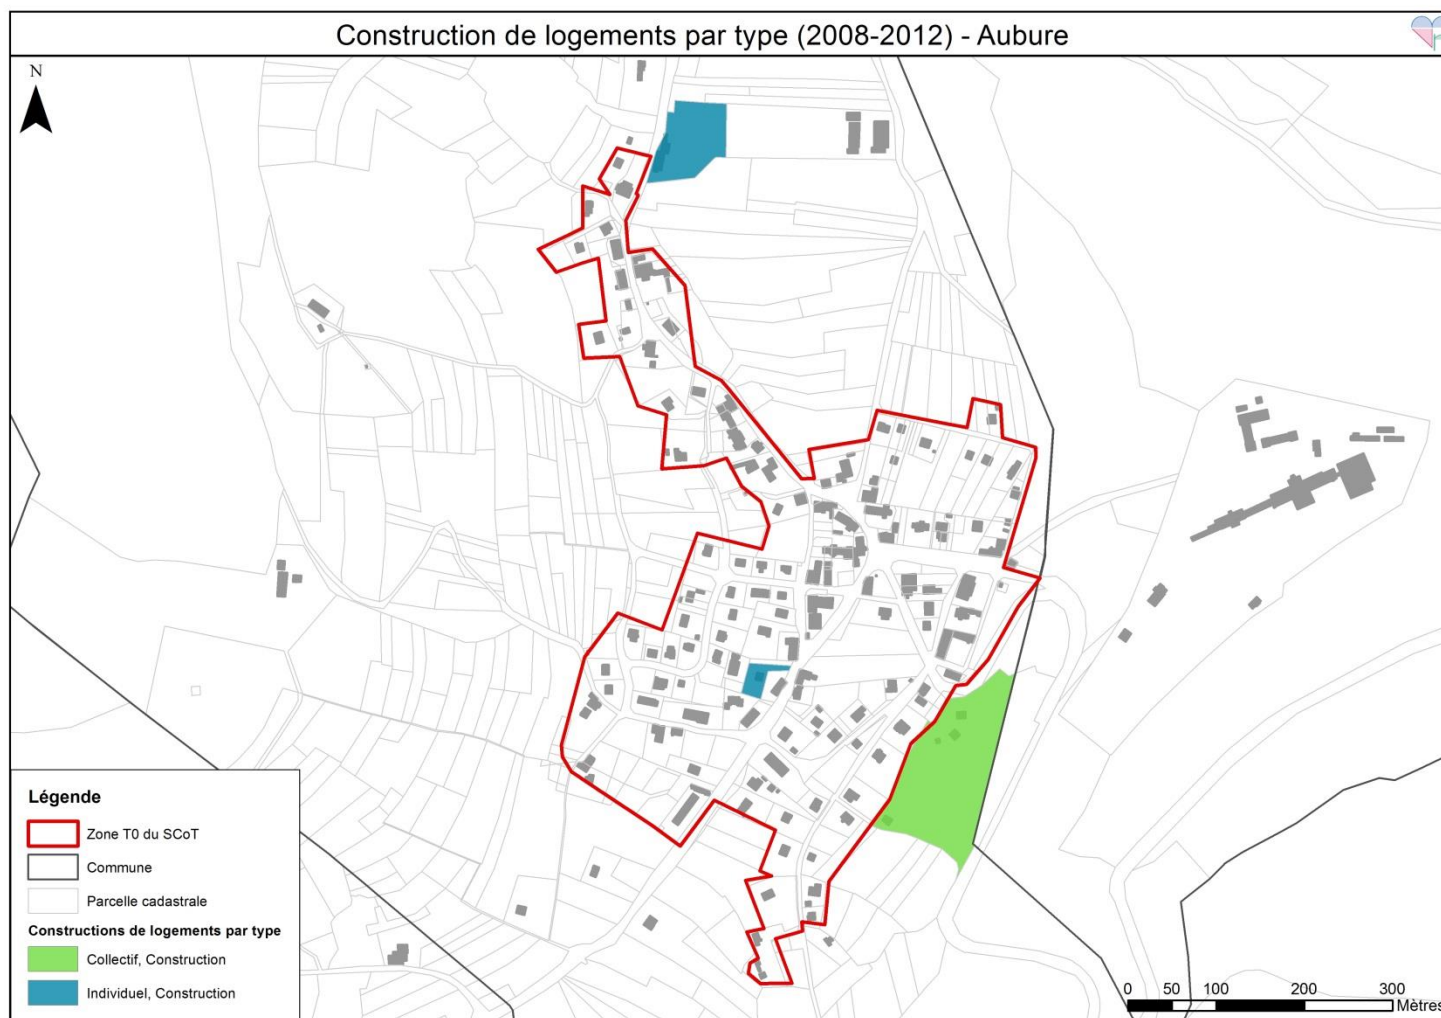 Construction de logements par type (2008-2012) - Aubure
N
Légende
Zone T0 du SCoT
Commune
Parcelle cadastrale
Constructions de logements par type
Collectif, Construction
Individuel, Construction
0 50 100 200 300
Mètres